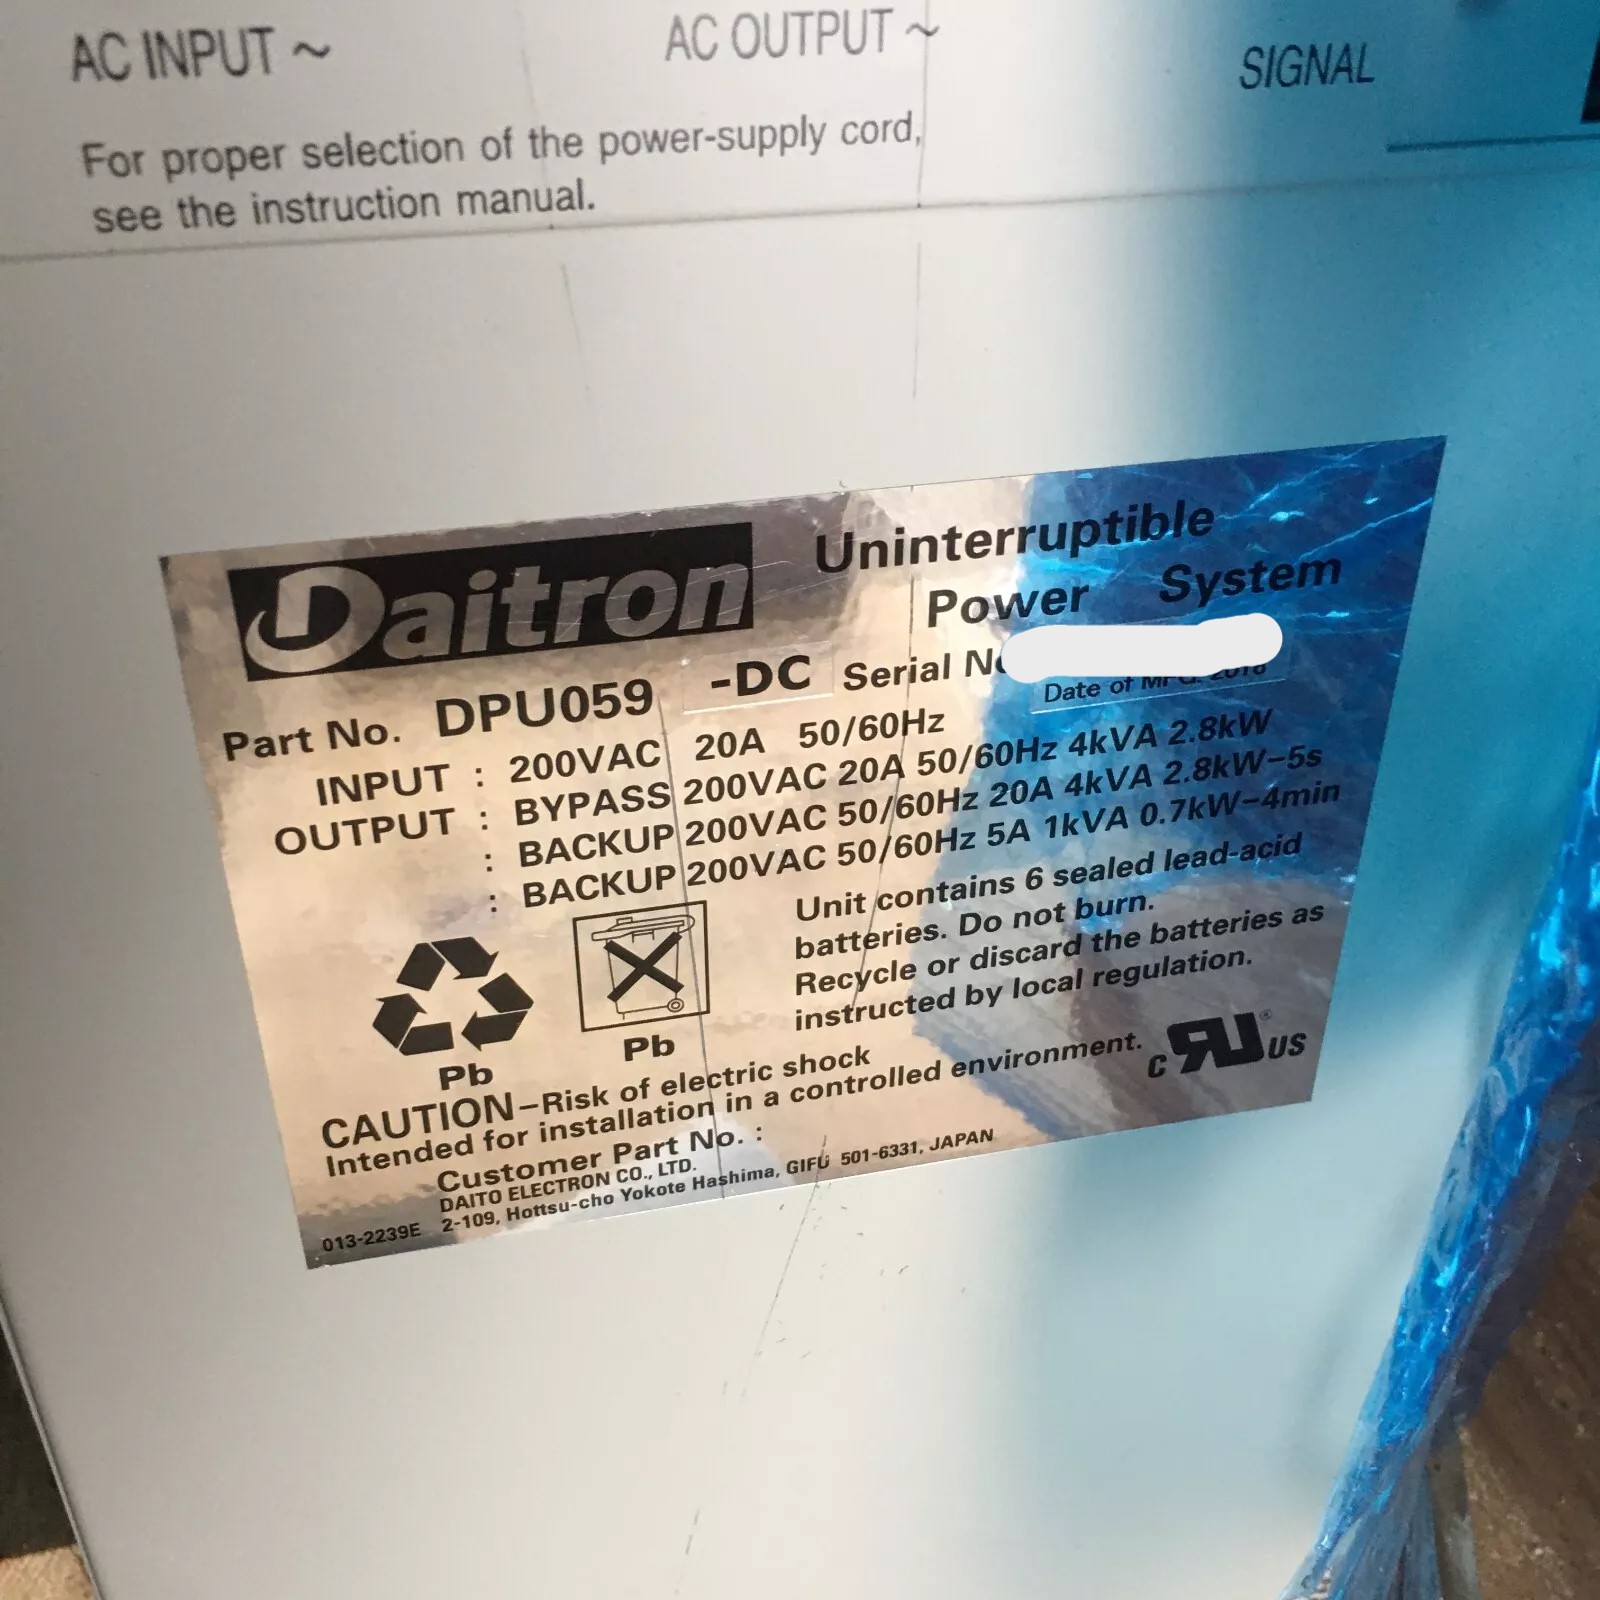 AC INPUT ~
AC OUTPUT ~
SIGNAL
For proper selection of the power-supply cord,
see the instruction manual.
Daitron
Uninterruptible
Power System
Part No. DPU059 -DC Serial No
Date of MFG. 2018
INPUT : 200VAC 20A 50/60Hz
OUTPUT : BYPASS 200VAC 20A 50/60Hz 4kVA 2.8kW
: BACKUP 200VAC 50/60Hz 20A 4kVA 2.8kW-5s
: BACKUP 200VAC 50/60Hz 5A 1kVA 0.7kW-4min
Unit contains 6 sealed lead-acid
batteries. Do not burn.
Recycle or discard the batteries as
instructed by local regulation.
Pb
Pb
CAUTION-Risk of electric shock
Intended for installation in a controlled environment.
c RU ® US
Customer Part No. :
DAITO ELECTRON CO., LTD.
013-2239E 2-109, Hottsu-cho Yokote Hashima, GIFU 501-6331, JAPAN